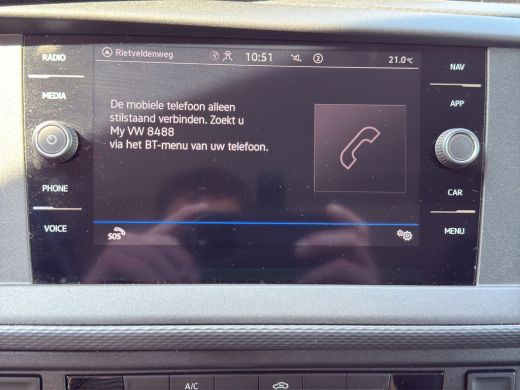 RADIO
MEDIA
PHONE
VOICE
Rietveldenweg
10:51
2
21.0°C
De mobiele telefoon alleen
stilstaand verbinden. Zoekt u
My VW 8488
via het BT-menu van uw telefoon.
SOS
NAV
APP
CAR
MENU
A/C